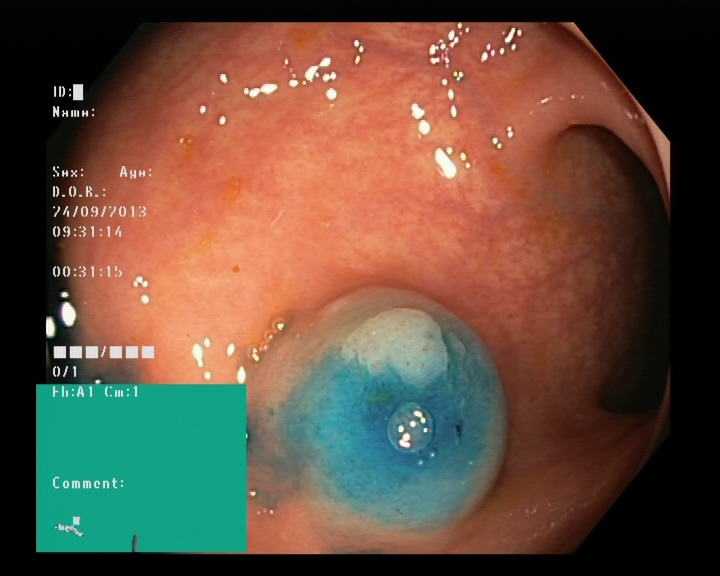 ID:
Name:
Sex: Age:
D.O.B.:
24/09/2013
09:31:14
00:31:15
/
0/1
Eh:A1 Cm:1
Comment: